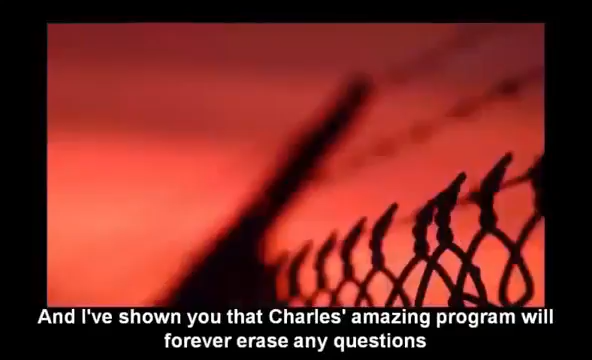 And I've shown you that Charles' amazing program will
forever erase any questions